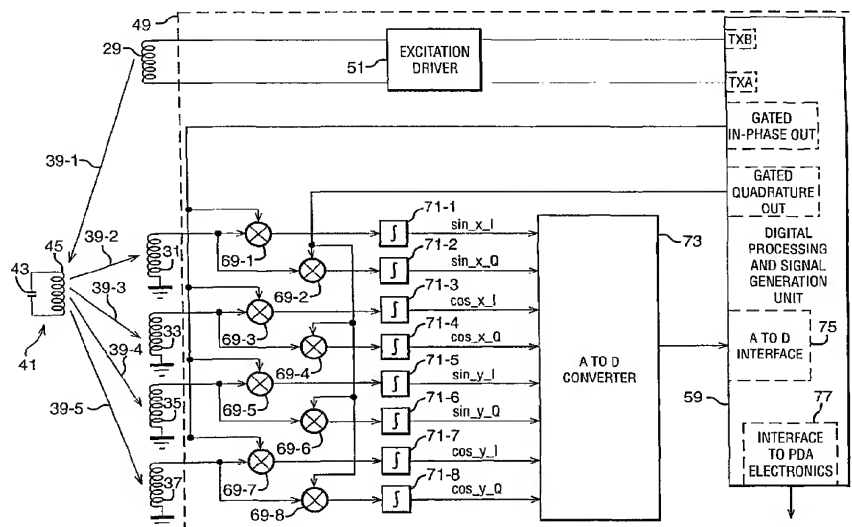 49
29
51
EXCITATION
DRIVER
TXB
TXA
GATED
IN-PHASE OUT
39-1
GATED
QUADRATURE
OUT
DIGITAL
PROCESSING
AND SIGNAL
GENERATION
UNIT
71-1
sin_x_I
73
45
39-2
31
69-1
71-2
sin_x_Q
43
69-2
39-3
71-3
cos_x_I
41
33
69-3
71-4
cos_x_Q
A TO D
CONVERTER
A TO D
INTERFACE
75
39-4
69-4
71-5
sin_y_I
39-5
35
69-5
71-6
sin_y_Q
59
77
69-6
71-7
cos_y_I
INTERFACE
TO PDA
ELECTRONICS
37
69-7
71-8
cos_y_Q
69-8